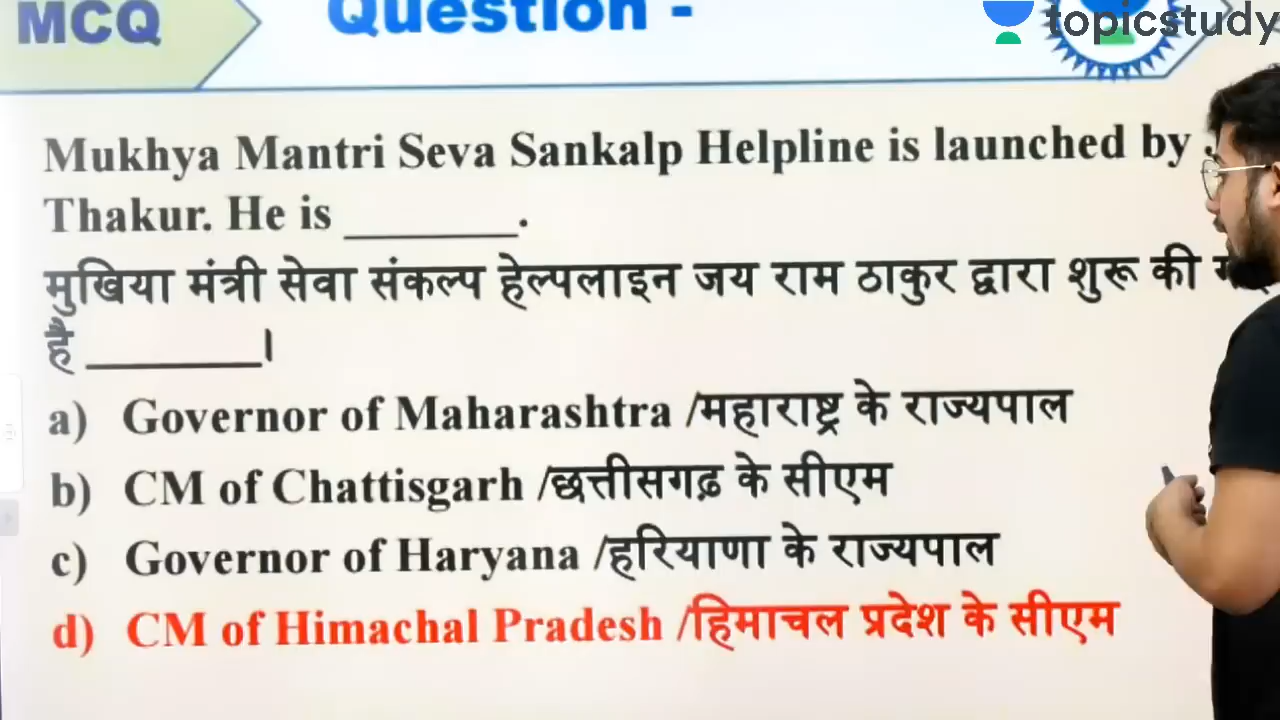 MCQ
Question -
topicstudy
Mukhya Mantri Seva Sankalp Helpline is launched by
Thakur. He is ________.
मुखिया मंत्री सेवा संकल्प हेल्पलाइन जय राम ठाकुर द्वारा शुरू की
है ________।
a) Governor of Maharashtra /महाराष्ट्र के राज्यपाल
b) CM of Chattisgarh /छत्तीसगढ़ के सीएम
c) Governor of Haryana /हरियाणा के राज्यपाल
d) CM of Himachal Pradesh /हिमाचल प्रदेश के सीएम